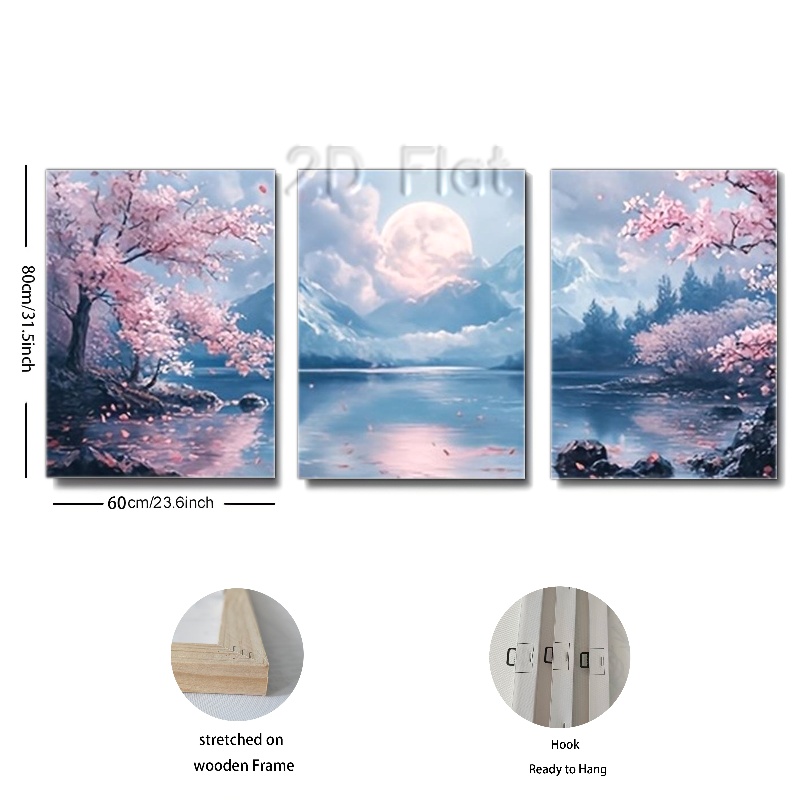 2D Flat
80cm/31.5inch
60cm/23.6inch
stretched on
wooden Frame
Hook
Ready to Hang